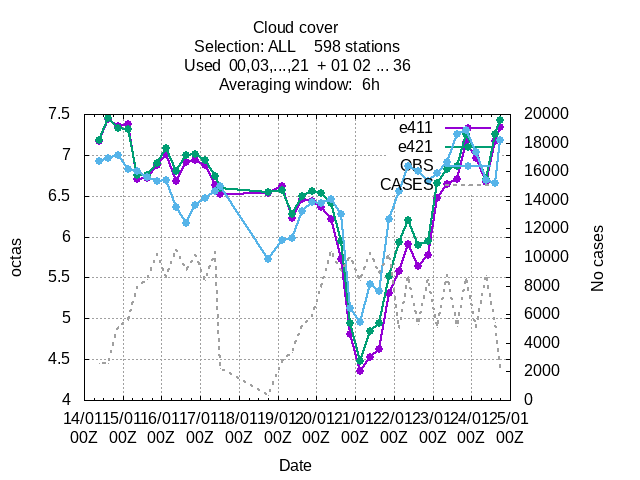 Cloud cover
Selection: ALL    598 stations
Used  00,03,...,21  + 01 02 ... 36
Averaging window:  6h
7.5
7
6.5
6
5.5
5
4.5
4
octas
20000
18000
16000
14000
12000
10000
8000
6000
4000
2000
0
No cases
e411
e421
OBS
CASES
14/01 15/01 16/01 17/01 18/01 19/01 20/01 21/01 22/01 23/01 24/01 25/01
00Z 00Z 00Z 00Z 00Z 00Z 00Z 00Z 00Z 00Z 00Z 00Z
Date